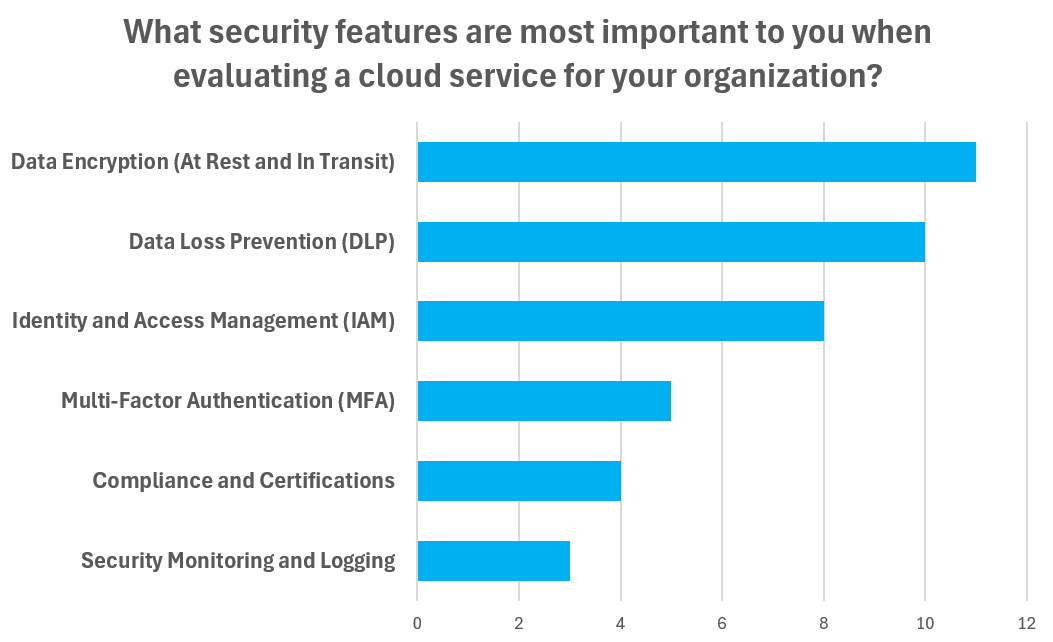 What security features are most important to you when
evaluating a cloud service for your organization?
Data Encryption (At Rest and In Transit)
Data Loss Prevention (DLP)
Identity and Access Management (IAM)
Multi-Factor Authentication (MFA)
Compliance and Certifications
Security Monitoring and Logging
0 2 4 6 8 10 12